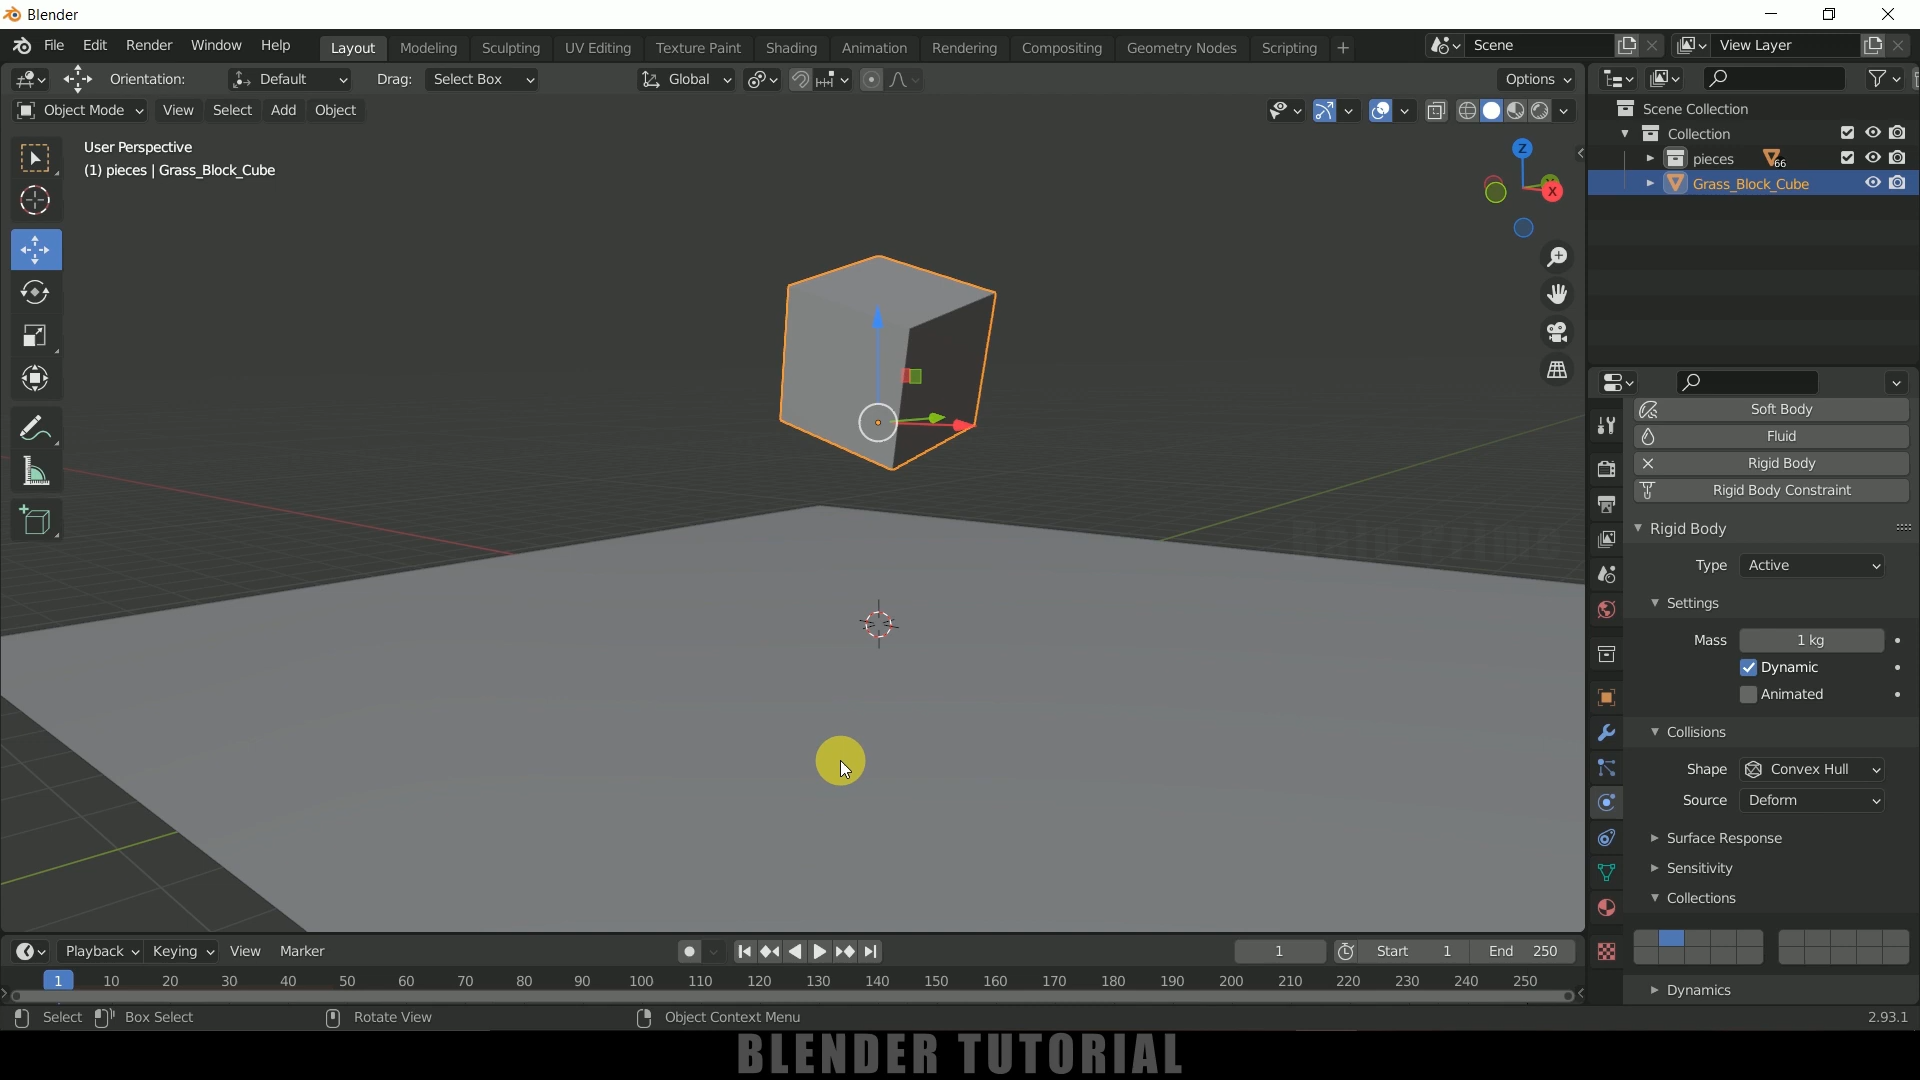 Blender
File Edit Render Window Help Layout Modeling Sculpting UV Editing Texture Paint Shading Animation Rendering Compositing Geometry Nodes Scripting + Scene View Layer
Orientation: Default Drag: Select Box Global Options
Object Mode View Select Add Object
User Perspective
(1) pieces | Grass_Block_Cube
Z
X
Scene Collection
Collection
pieces 66
Grass_Block_Cube
Soft Body
Fluid
Rigid Body
Rigid Body Constraint
Rigid Body
Type Active
Settings
Mass 1 kg
Dynamic
Animated
Collisions
Shape Convex Hull
Source Deform
Surface Response
Sensitivity
Collections
Dynamics
Playback Keying View Marker 1 Start 1 End 250
1 10 20 30 40 50 60 70 80 90 100 110 120 130 140 150 160 170 180 190 200 210 220 230 240 250
Select Box Select Rotate View Object Context Menu 2.93.1
BLENDER TUTORIAL